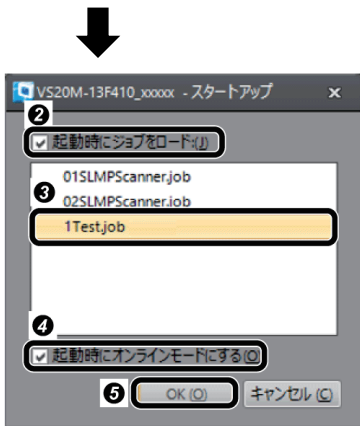 VS20M-13F410_xxxxx - スタートアップ ×
❷
起動時にジョブをロード:(J)
01SLMPScanner.job
❸
02SLMPScanner.job
1Test.job
❹
起動時にオンラインモードにする(O)
❺ OK (O) キャンセル (C)